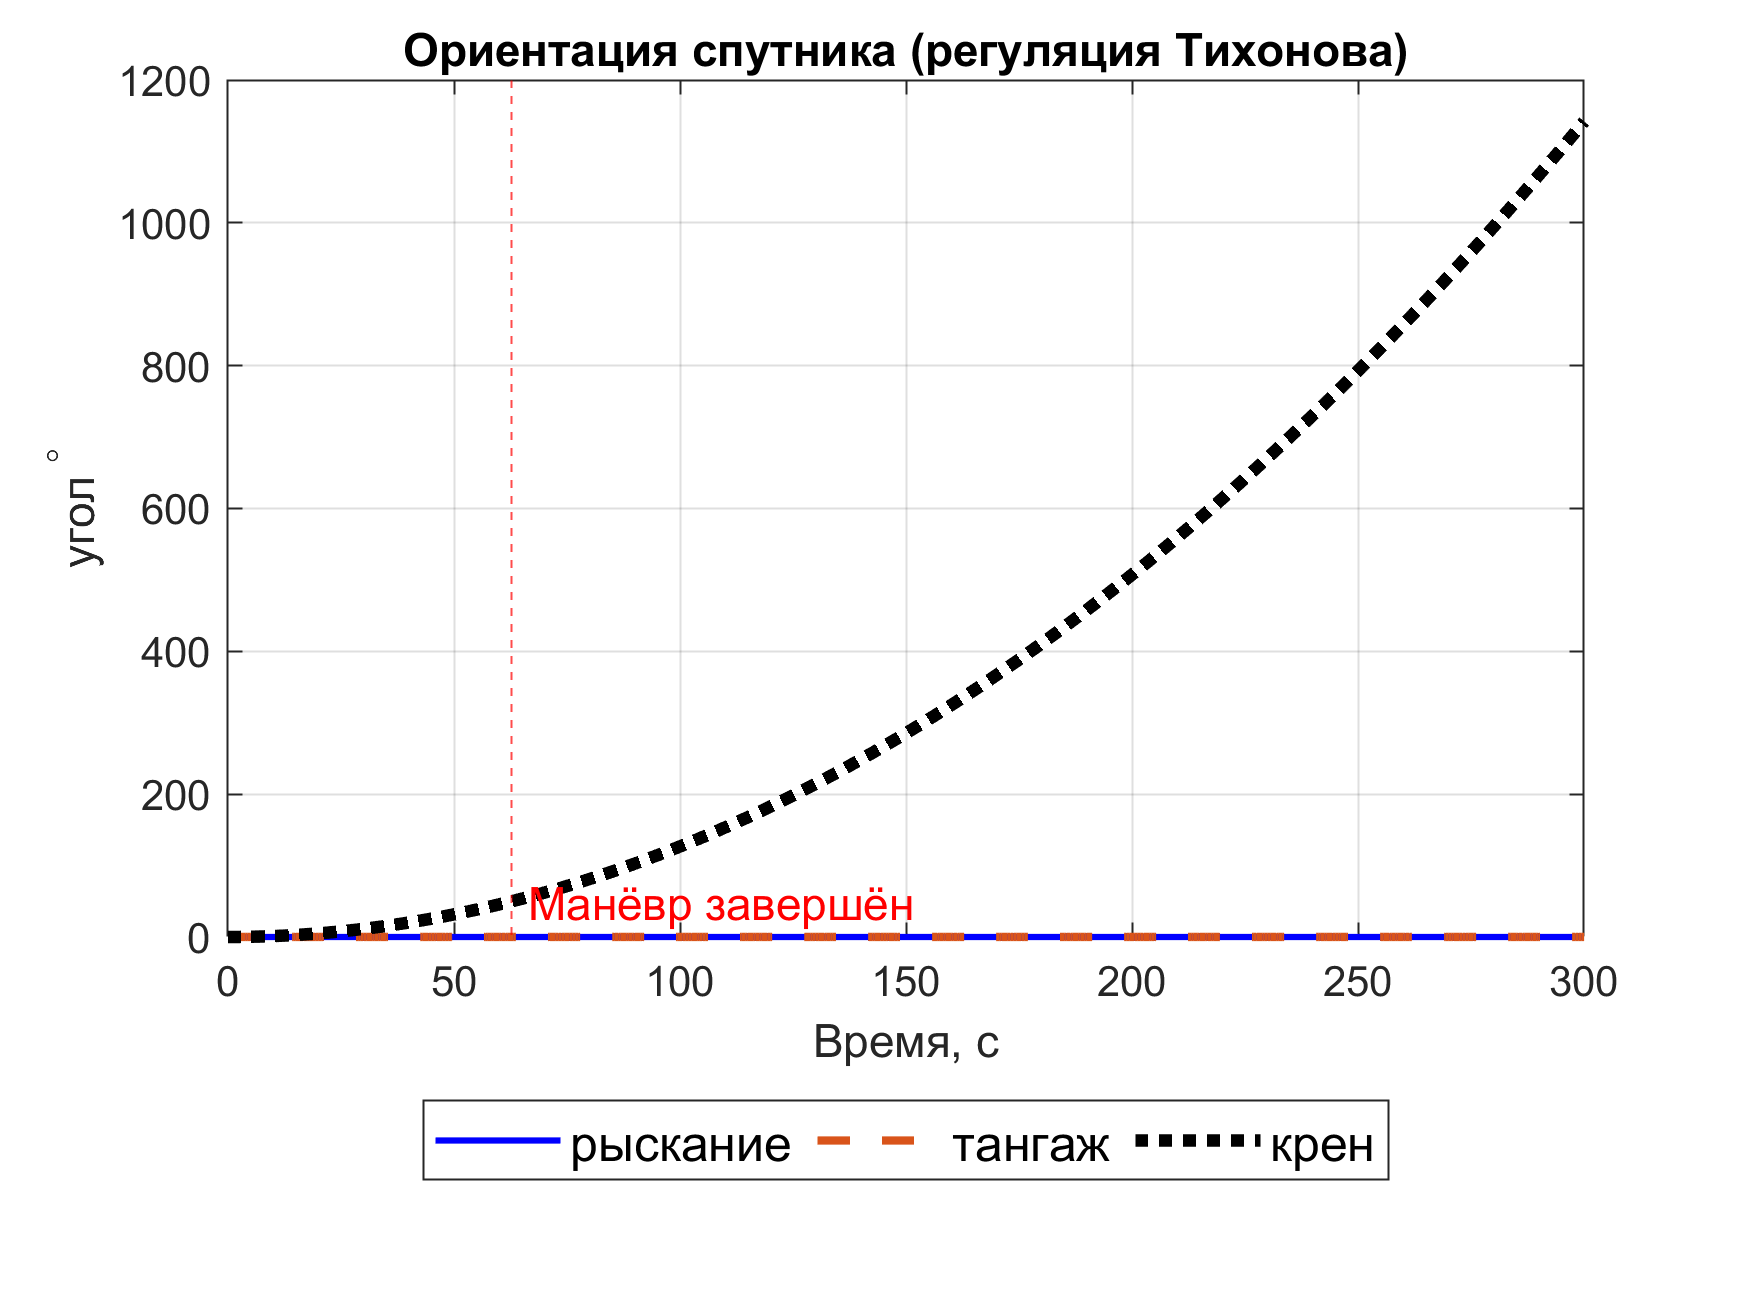 Ориентация спутника (регуляция Тихонова)
1200
1000
800
600
400
200
0
угол °
Манёвр завершён
0 50 100 150 200 250 300
Время, с
рыскание тангаж крен